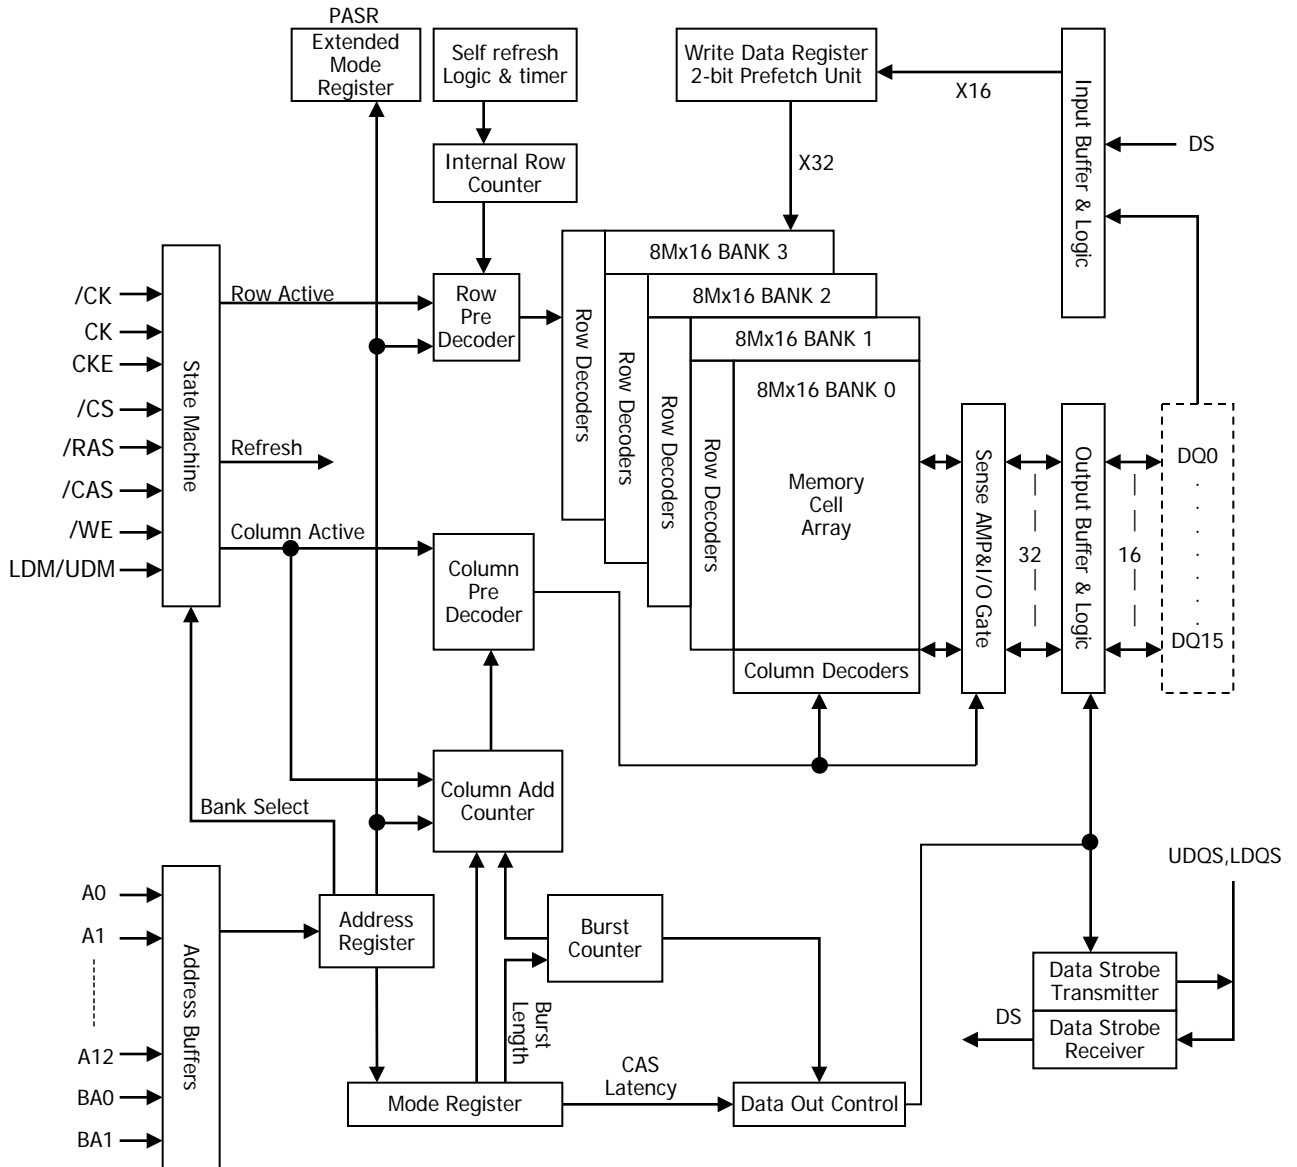 PASR
Extended
Mode
Register
Self refresh
Logic & timer
Write Data Register
2-bit Prefetch Unit
X16
Input Buffer & Logic
DS
Internal Row
Counter
X32
8Mx16 BANK 3
8Mx16 BANK 2
8Mx16 BANK 1
8Mx16 BANK 0
Row Decoders
Row Decoders
Row Decoders
Row Decoders
Memory
Cell
Array
Column Decoders
/CK
CK
CKE
/CS
/RAS
/CAS
/WE
LDM/UDM
State Machine
Row Active
Refresh
Column Active
Row
Pre
Decoder
Column
Pre
Decoder
Sense AMP&I/O Gate
32
Output Buffer & Logic
16
DQ0
DQ15
Column Add
Counter
Bank Select
A0
A1
A12
BA0
BA1
Address Buffers
Address
Register
Burst
Counter
Burst
Length
Mode Register
CAS
Latency
Data Out Control
UDQS,LDQS
Data Strobe
Transmitter
DS
Data Strobe
Receiver